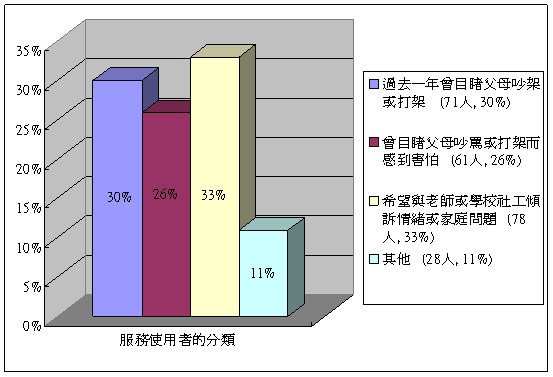 35%
30%
25%
20%
15%
10%
5%
0%
30%
26%
33%
11%
服務使用者的分類
過去一年曾目睹父母吵架
或打架 (71人, 30%)
曾目睹父母吵罵或打架而
感到害怕 (61人, 26%)
希望與老師或學校社工傾
訴情緒或家庭問題 (78
人, 33%)
其他 (28人, 11%)